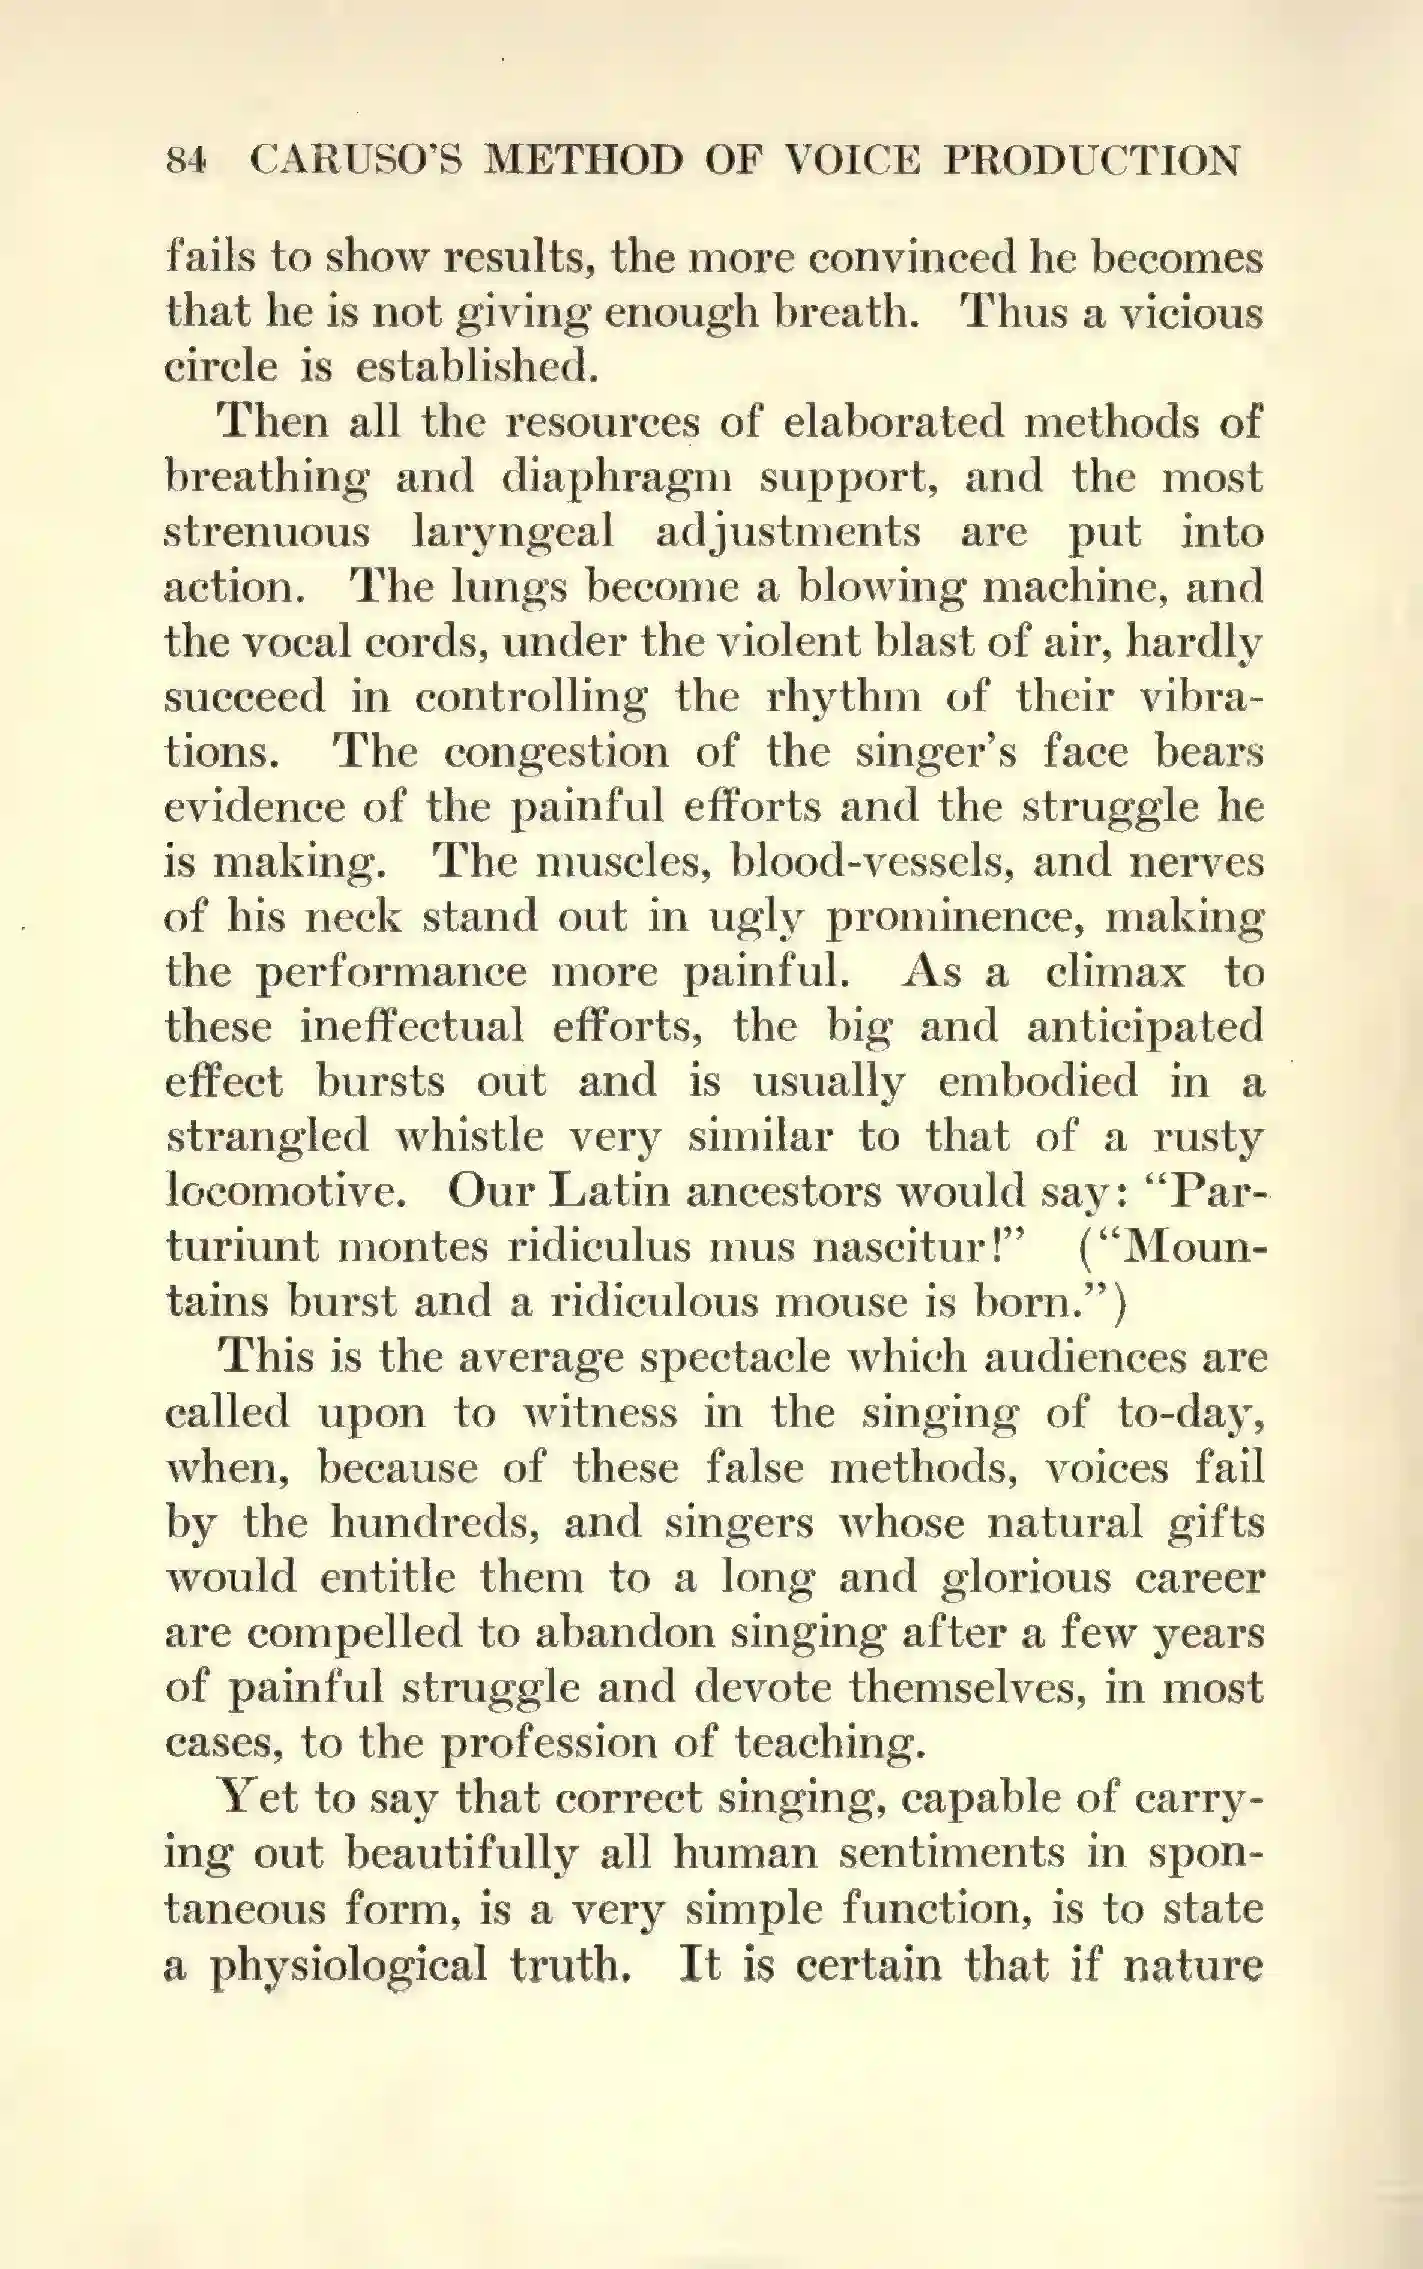 84 CARUSO'S METHOD OF VOICE PRODUCTION
fails to show results, the more convinced he becomes
that he is not giving enough breath. Thus a vicious
circle is established.
Then all the resources of elaborated methods of
breathing and diaphragm support, and the most
strenuous laryngeal adjustments are put into
action. The lungs become a blowing machine, and
the vocal cords, under the violent blast of air, hardly
succeed in controlling the rhythm of their vibra-
tions. The congestion of the singer's face bears
evidence of the painful efforts and the struggle he
is making. The muscles, blood-vessels, and nerves
of his neck stand out in ugly prominence, making
the performance more painful. As a climax to
these ineffectual efforts, the big and anticipated
effect bursts out and is usually embodied in a
strangled whistle very similar to that of a rusty
locomotive. Our Latin ancestors would say: "Par-
turiunt montes ridiculus mus nascitur!" ("Moun-
tains burst and a ridiculous mouse is born.")
This is the average spectacle which audiences are
called upon to witness in the singing of to-day,
when, because of these false methods, voices fail
by the hundreds, and singers whose natural gifts
would entitle them to a long and glorious career
are compelled to abandon singing after a few years
of painful struggle and devote themselves, in most
cases, to the profession of teaching.
Yet to say that correct singing, capable of carry-
ing out beautifully all human sentiments in spon-
taneous form, is a very simple function, is to state
a physiological truth. It is certain that if nature